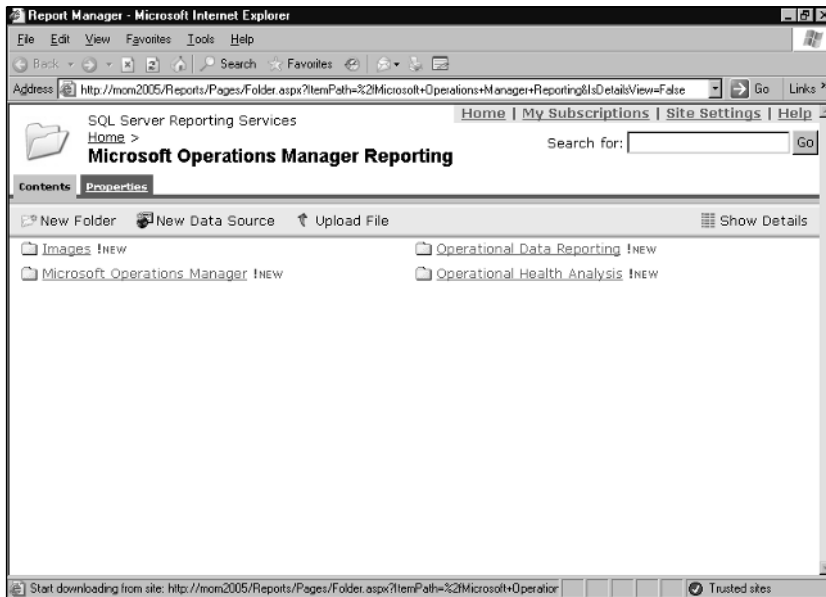 Report Manager - Microsoft Internet Explorer
File Edit View Favorites Tools Help
Back Search Favorites
Address http://mom2005/Reports/Pages/Folder.aspx?ItemPath=%2fMicrosoft+Operations+Manager+Reporting&IsDetailsView=False Go Links »
Home | My Subscriptions | Site Settings | Help
SQL Server Reporting Services
Home >
Search for: Go
Microsoft Operations Manager Reporting
Contents Properties
New Folder New Data Source Upload File Show Details
Images !NEW Operational Data Reporting !NEW
Microsoft Operations Manager !NEW Operational Health Analysis !NEW
Start downloading from site: http://mom2005/Reports/Pages/Folder.aspx?ItemPath=%2fMicrosoft+Operation Trusted sites